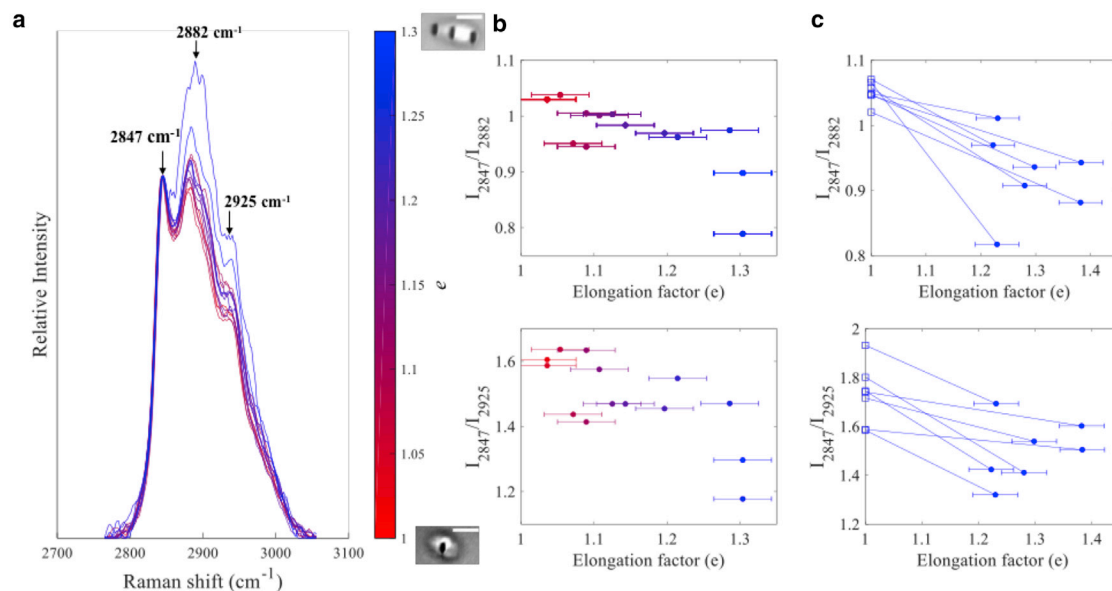 a
2882 cm⁻¹
2847 cm⁻¹
2925 cm⁻¹
Relative Intensity
2700 2800 2900 3000 3100
Raman shift (cm⁻¹)
1.3
1.25
1.2
1.15
1.1
1.05
1
e
b
1.1
1
0.9
0.8
I₂₈₄₇/I₂₈₈₂
1 1.1 1.2 1.3
Elongation factor (e)
1.6
1.4
1.2
I₂₈₄₇/I₂₉₂₅
1 1.1 1.2 1.3
Elongation factor (e)
c
1.1
1
0.9
0.8
I₂₈₄₇/I₂₈₈₂
1 1.1 1.2 1.3 1.4
Elongation factor (e)
2
1.8
1.6
1.4
1.2
I₂₈₄₇/I₂₉₂₅
1 1.1 1.2 1.3 1.4
Elongation factor (e)